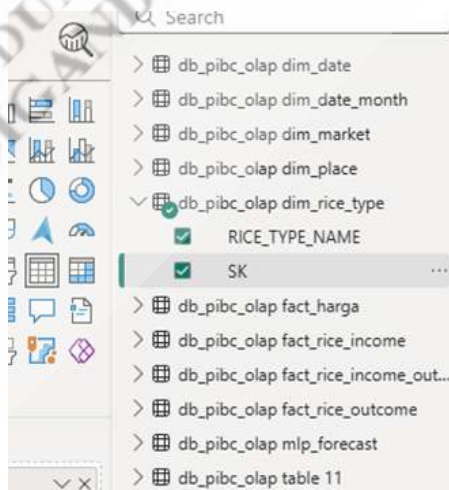 Search
db_pibc_olap dim_date
db_pibc_olap dim_date_month
db_pibc_olap dim_market
db_pibc_olap dim_place
db_pibc_olap dim_rice_type
RICE_TYPE_NAME
SK
...
db_pibc_olap fact_harga
db_pibc_olap fact_rice_income
db_pibc_olap fact_rice_income_out...
db_pibc_olap fact_rice_outcome
db_pibc_olap mlp_forecast
db_pibc_olap table 11